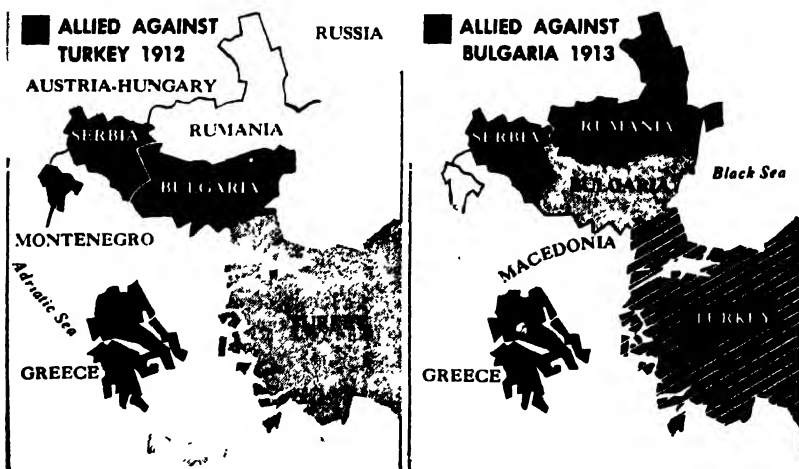 ALLIED AGAINST
TURKEY 1912
RUSSIA
AUSTRIA-HUNGARY
SERBIA
RUMANIA
BULGARIA
MONTENEGRO
Adriatic Sea
TURKEY
GREECE
ALLIED AGAINST
BULGARIA 1913
SERBIA
RUMANIA
BULGARIA
Black Sea
MACEDONIA
TURKEY
GREECE